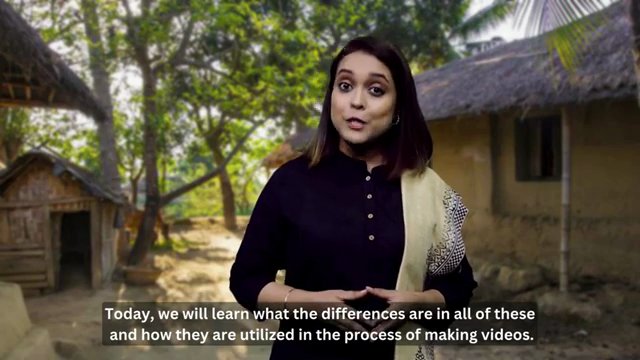 Today, we will learn what the differences are in all of these
and how they are utilized in the process of making videos.